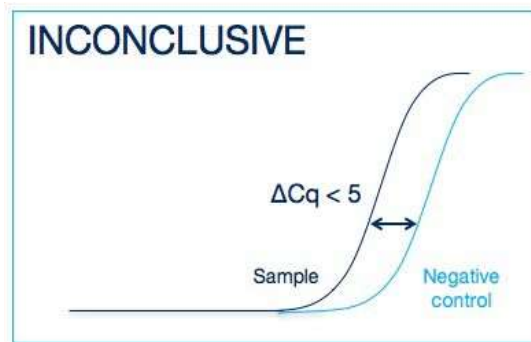 INCONCLUSIVE
ΔCq < 5
Sample
Negative
control